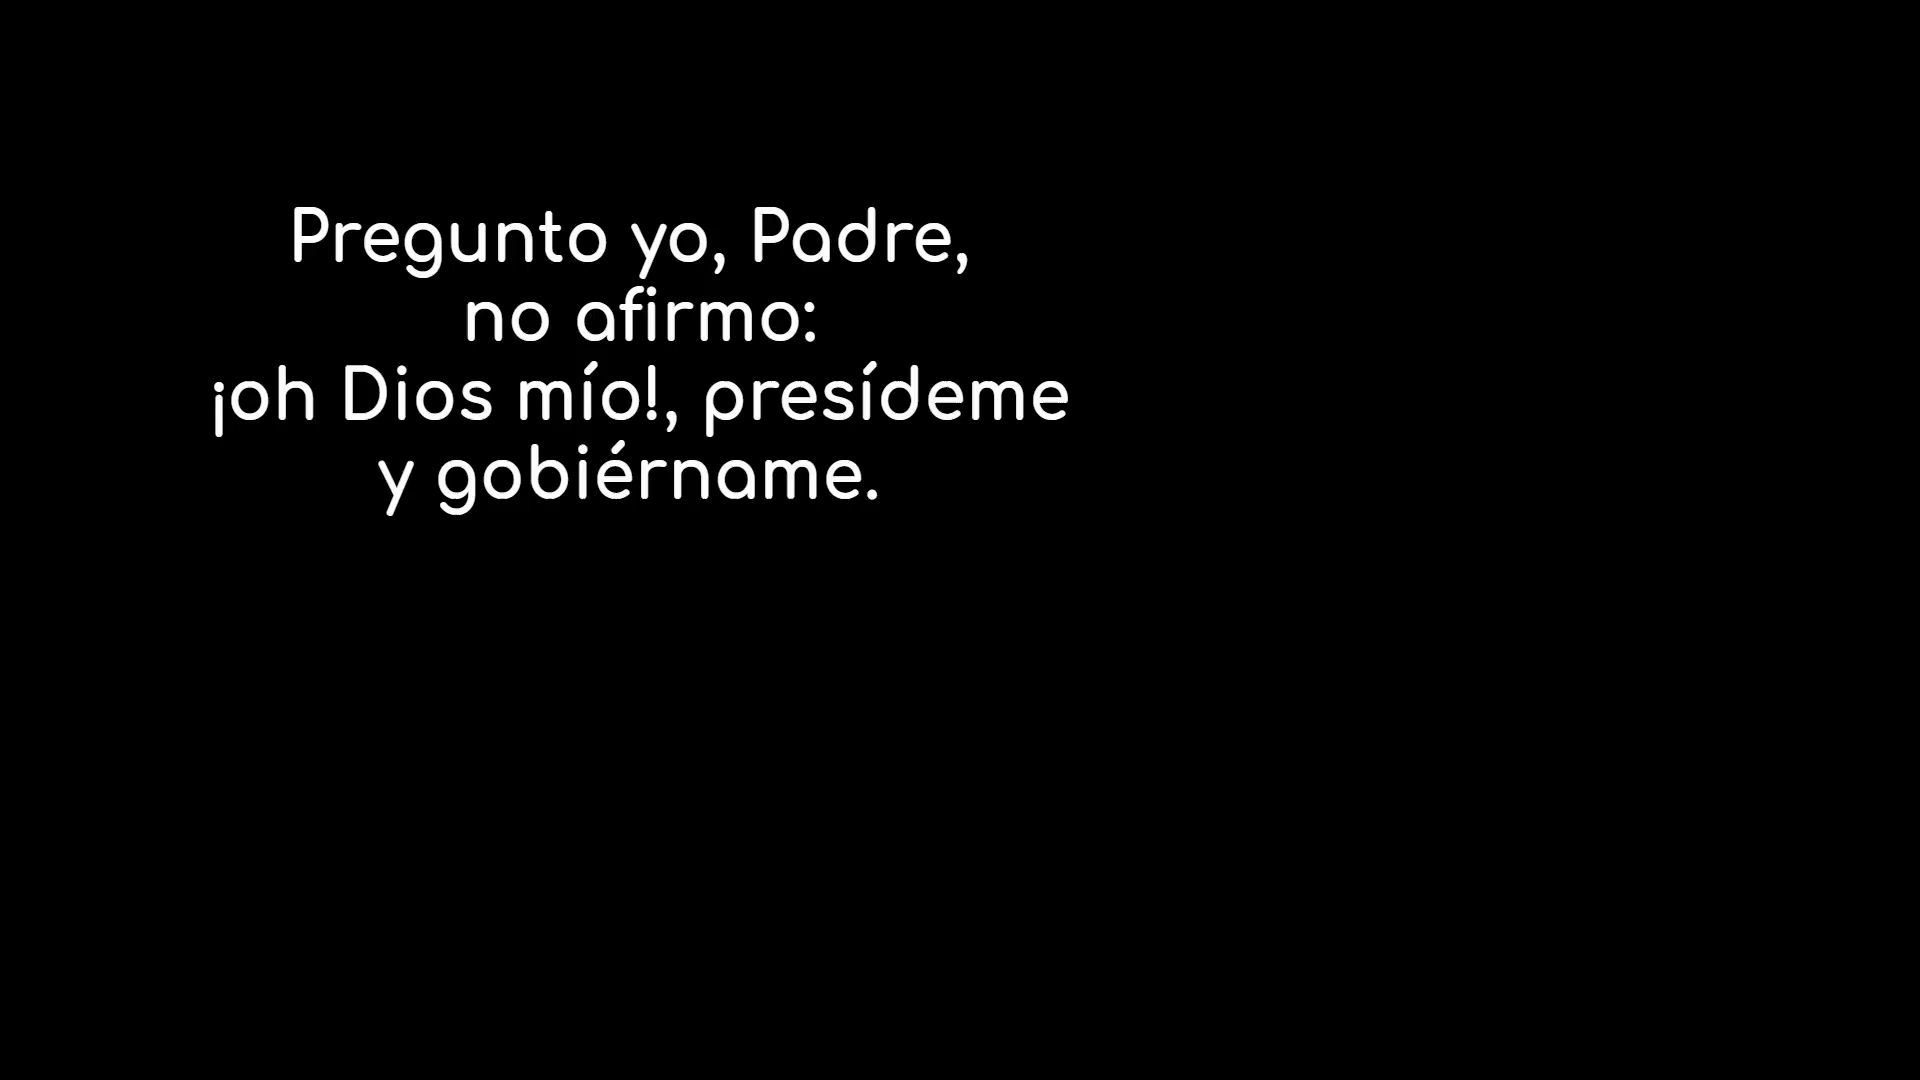 Pregunto yo, Padre,
no afirmo:
¡oh Dios mío!, presídeme
y gobiérname.